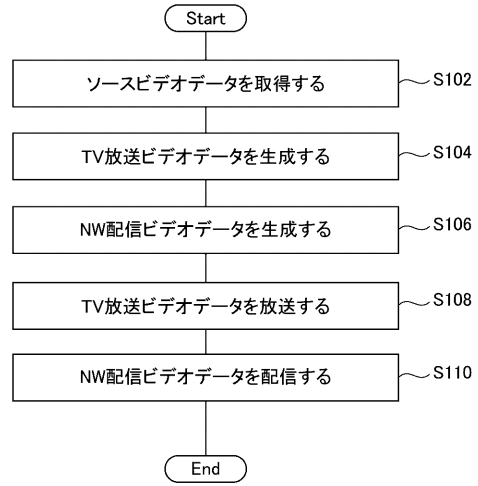 Start
ソースビデオデータを取得する
S102
TV放送ビデオデータを生成する
S104
NW配信ビデオデータを生成する
S106
TV放送ビデオデータを放送する
S108
NW配信ビデオデータを配信する
S110
End